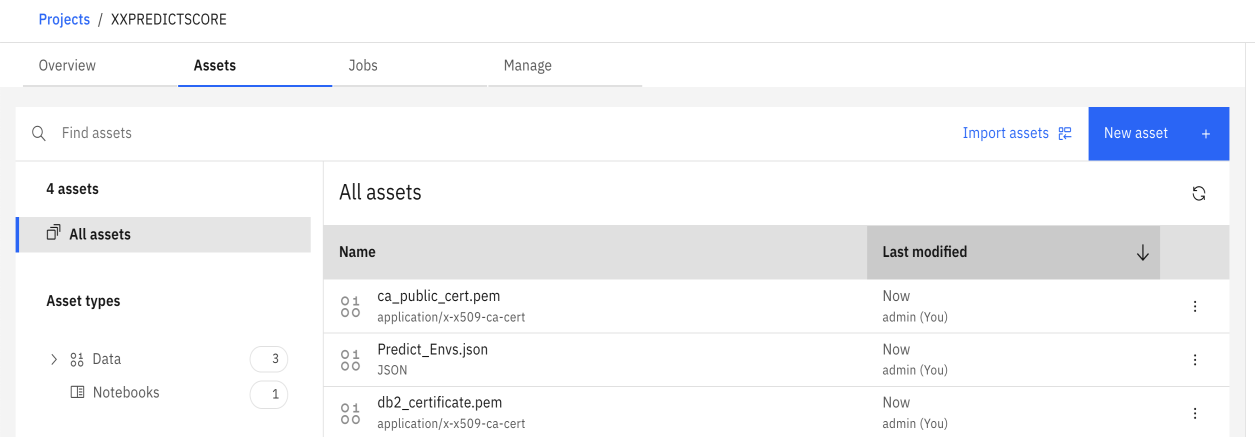 Projects / XXPREDICTSCORE
Overview Assets Jobs Manage
Find assets Import assets New asset +
4 assets
All assets
Asset types
Data 3
Notebooks 1
All assets
Name Last modified
ca_public_cert.pem Now
application/x-x509-ca-cert admin (You)
Predict_Envs.json Now
JSON admin (You)
db2_certificate.pem Now
application/x-x509-ca-cert admin (You)